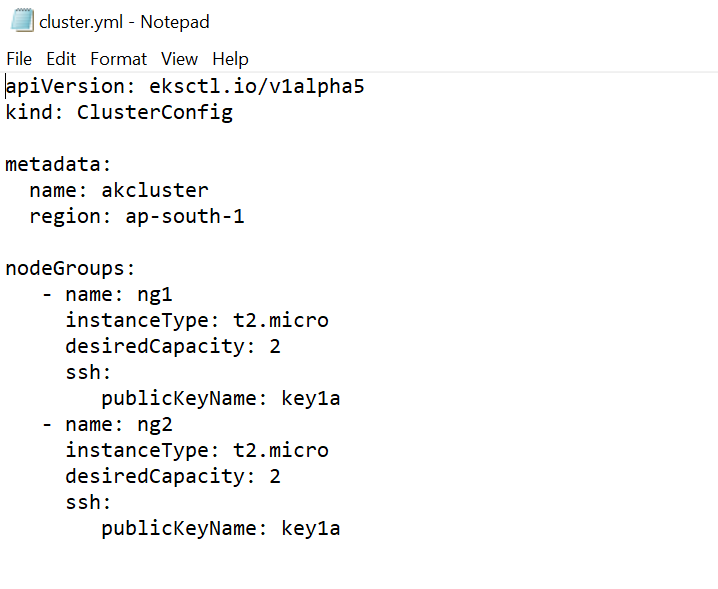 cluster.yml - Notepad
File Edit Format View Help
apiVersion: eksctl.io/v1alpha5
kind: ClusterConfig

metadata:
  name: akcluster
  region: ap-south-1

nodeGroups:
   - name: ng1
     instanceType: t2.micro
     desiredCapacity: 2
     ssh:
        publicKeyName: key1a
   - name: ng2
     instanceType: t2.micro
     desiredCapacity: 2
     ssh:
        publicKeyName: key1a